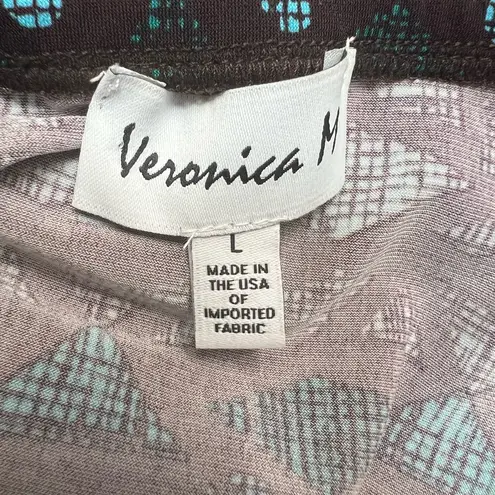 Veronica M
L
MADE IN
THE USA
OF
IMPORTED
FABRIC